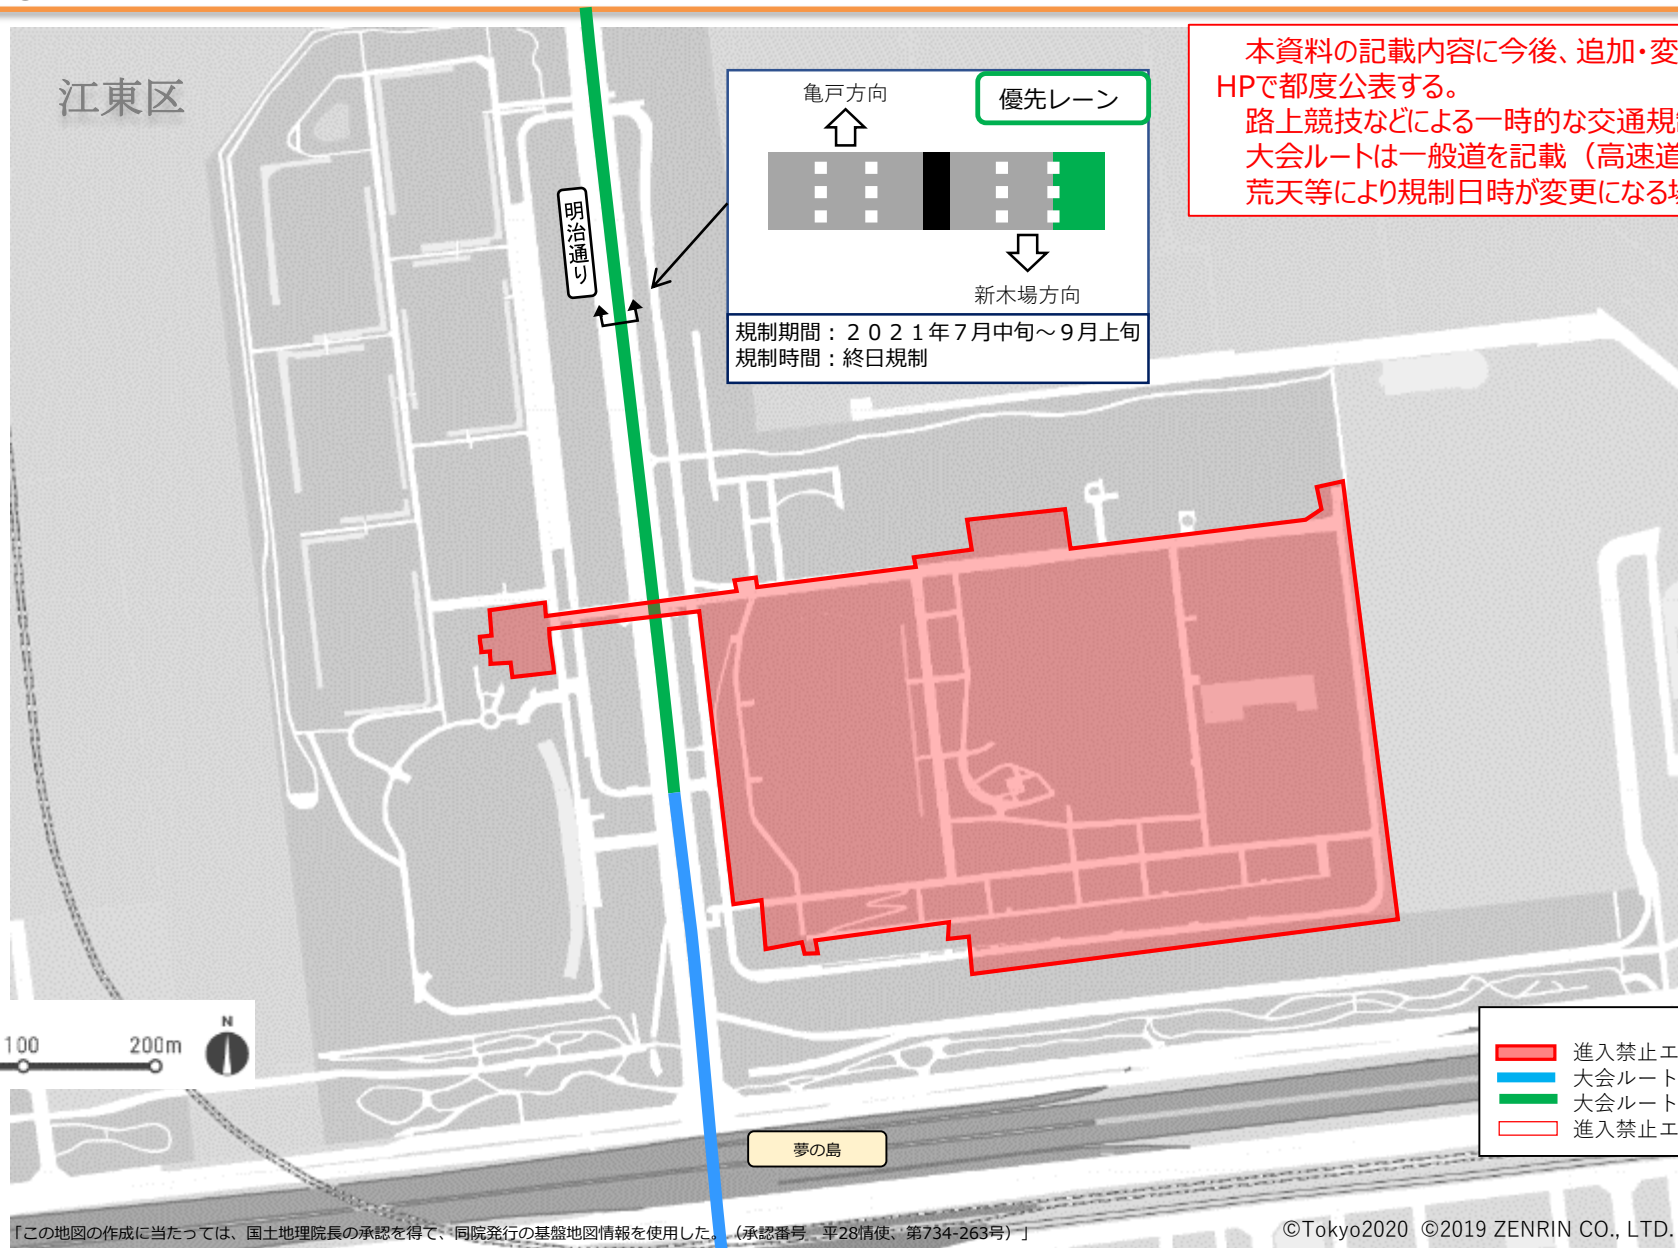 江東区
本資料の記載内容に今後、追加・変
HPで都度公表する。
路上競技などによる一時的な交通規
大会ルートは一般道を記載（高速道
荒天等により規制日時が変更になる
亀戸方向
優先レーン
新木場方向
規制期間：２０２１年７月中旬～９月上旬
規制時間：終日規制
明治通り
100 200m
N
進入禁止エ
大会ルート
大会ルート
進入禁止エ
夢の島
「この地図の作成に当たっては、国土地理院長の承認を得て、同院発行の基盤地図情報を使用した。（承認番号　平28情使、第734-263号）」
©Tokyo2020 ©2019 ZENRIN CO., LTD.